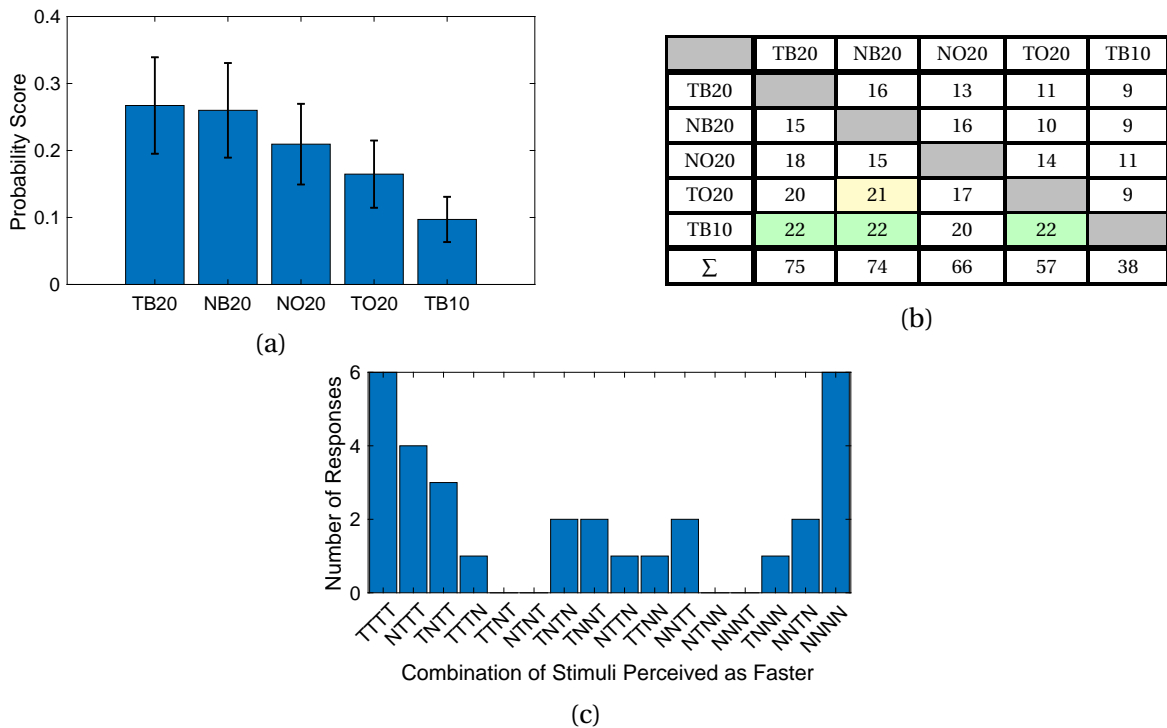 0.4
0.3
0.2
0.1
0
Probability Score
TB20 NB20 NO20 TO20 TB10
(a)
TB20 NB20 NO20 TO20 TB10
TB20 16 13 11 9
NB20 15 16 10 9
NO20 18 15 14 11
TO20 20 21 17 9
TB10 22 22 20 22
∑ 75 74 66 57 38
(b)
6
4
2
0
Number of Responses
TTTT NTTT TNTT TTTN TTNT NTNT TNTN TNNT NTTN TTNN NNTT NTNN NNNT TNNN NNTN NNNN
Combination of Stimuli Perceived as Faster
(c)